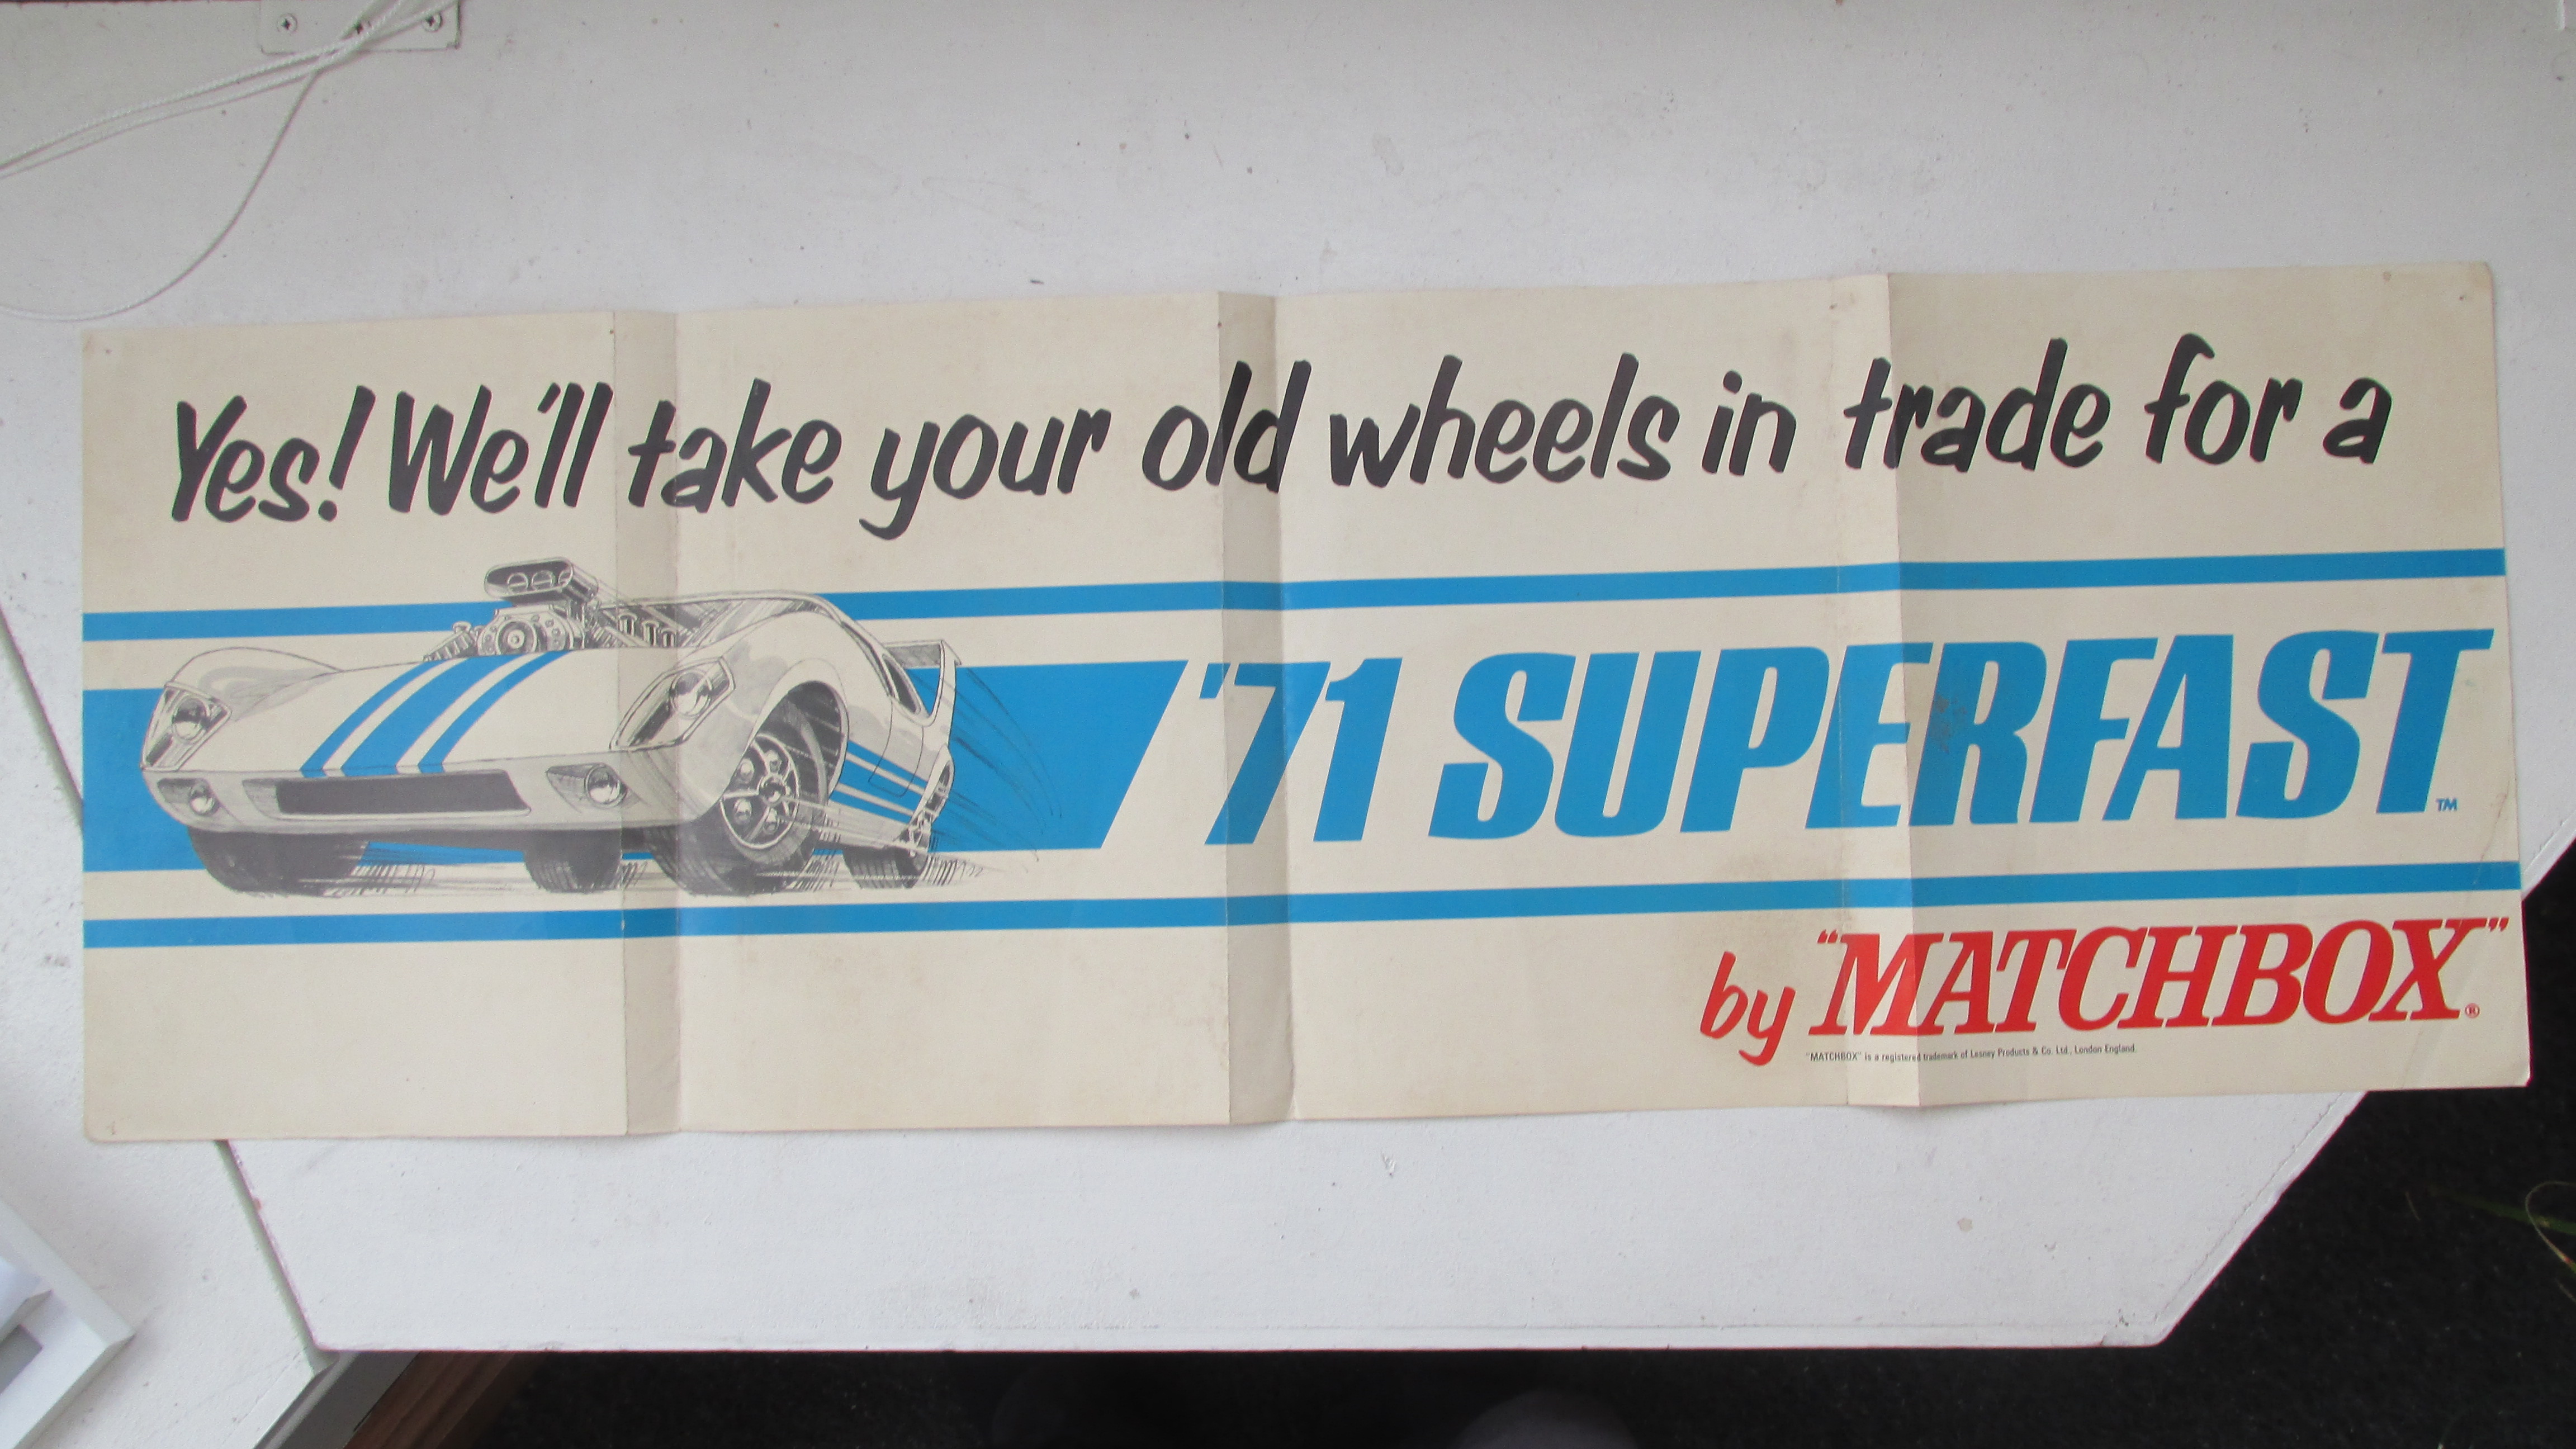 Yes! We'll take your old wheels in trade for a
'71 SUPERFAST™
by "MATCHBOX"®
"MATCHBOX" is a registered trademark of Lesney Products & Co. Ltd., London England.